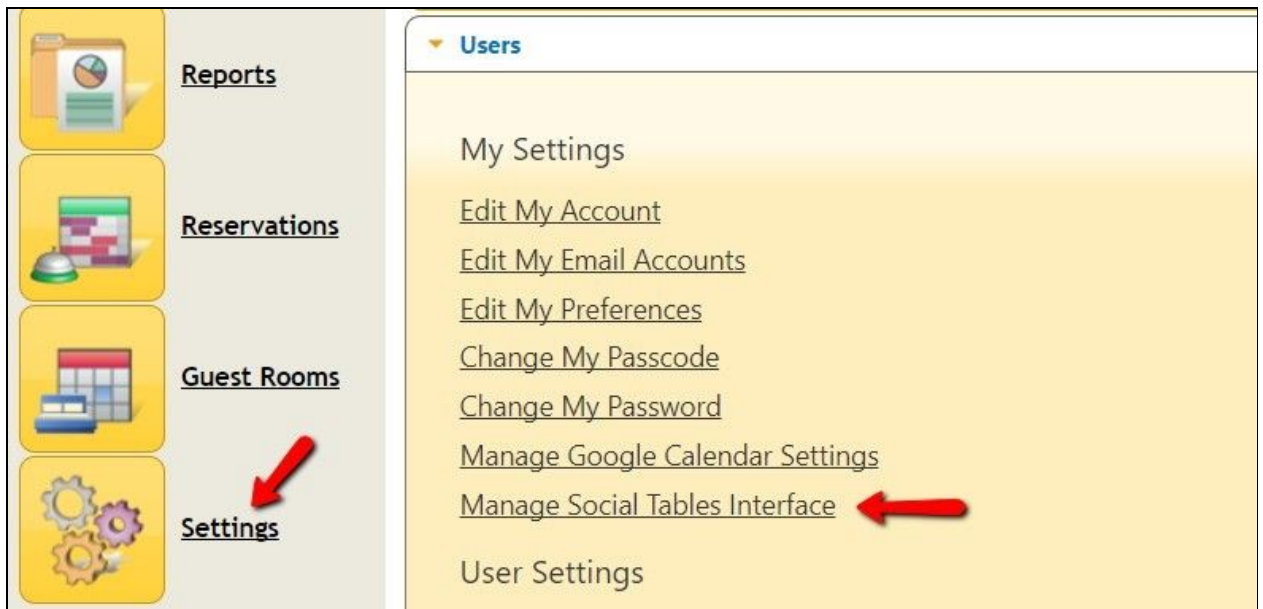 Reports
Reservations
Guest Rooms
Settings
Users
My Settings
Edit My Account
Edit My Email Accounts
Edit My Preferences
Change My Passcode
Change My Password
Manage Google Calendar Settings
Manage Social Tables Interface
User Settings